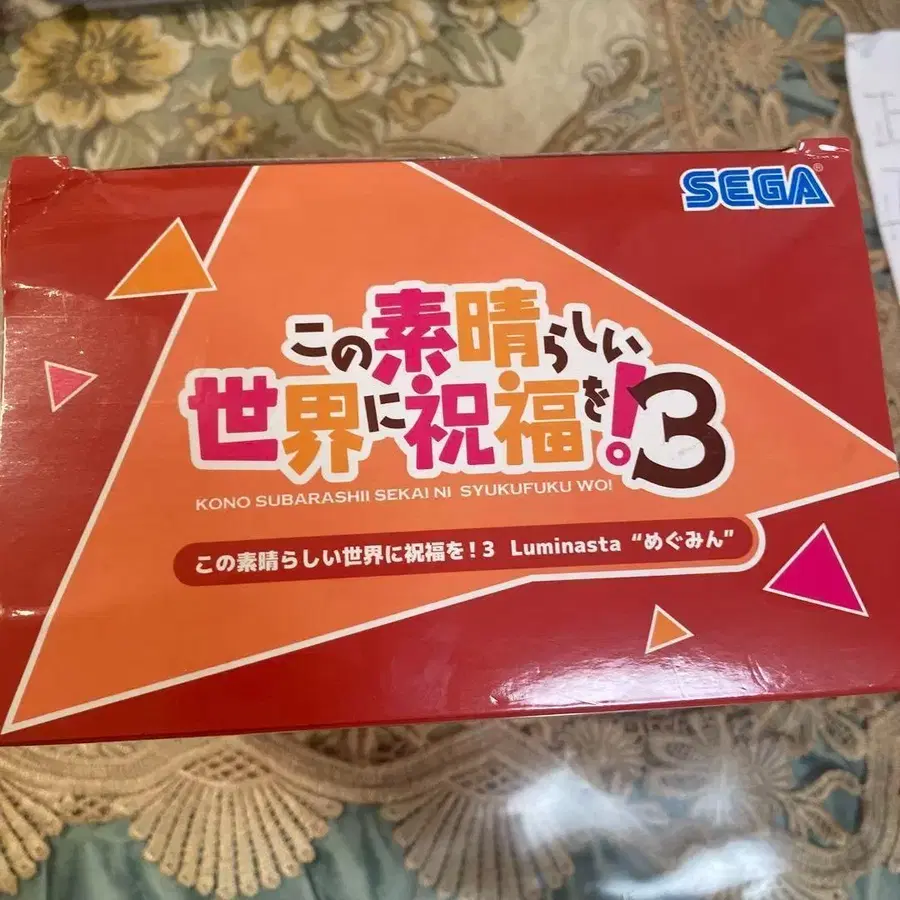 SEGA®
この素晴らしい
世界に祝福を!3
KONO SUBARASHII SEKAI NI SYUKUFUKU WO!
この素晴らしい世界に祝福を!3 Luminasta “めぐみん”